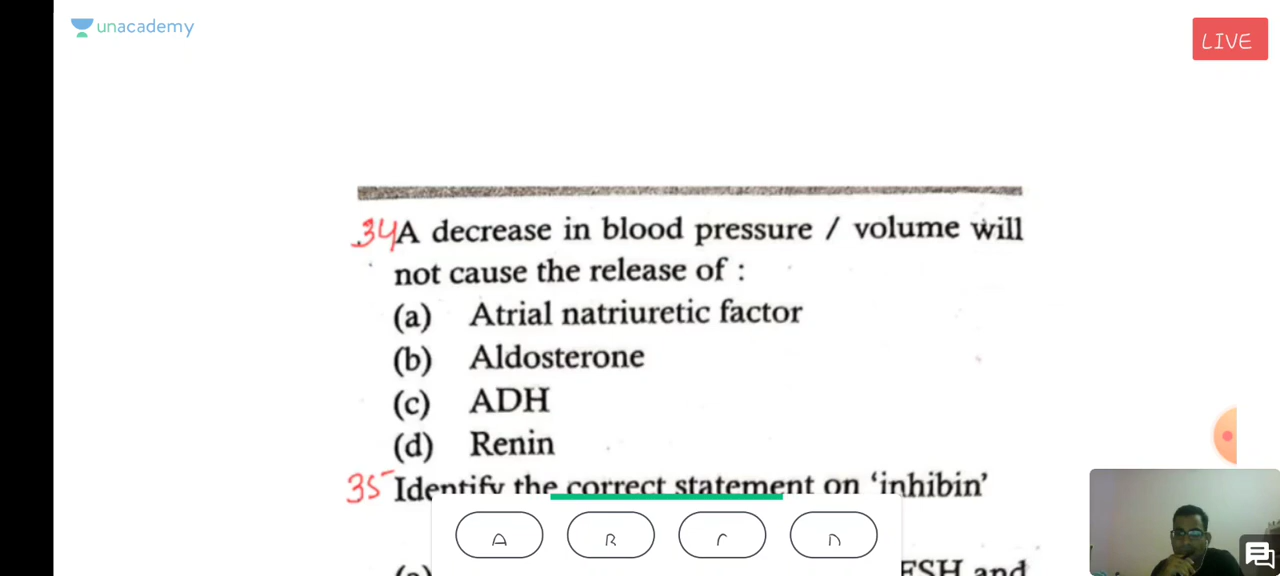 unacademy
LIVE
34 A decrease in blood pressure / volume will
not cause the release of :
(a) Atrial natriuretic factor
(b) Aldosterone
(c) ADH
(d) Renin
35 Identify the correct statement on ‘inhibin’
A B C D
FSH and